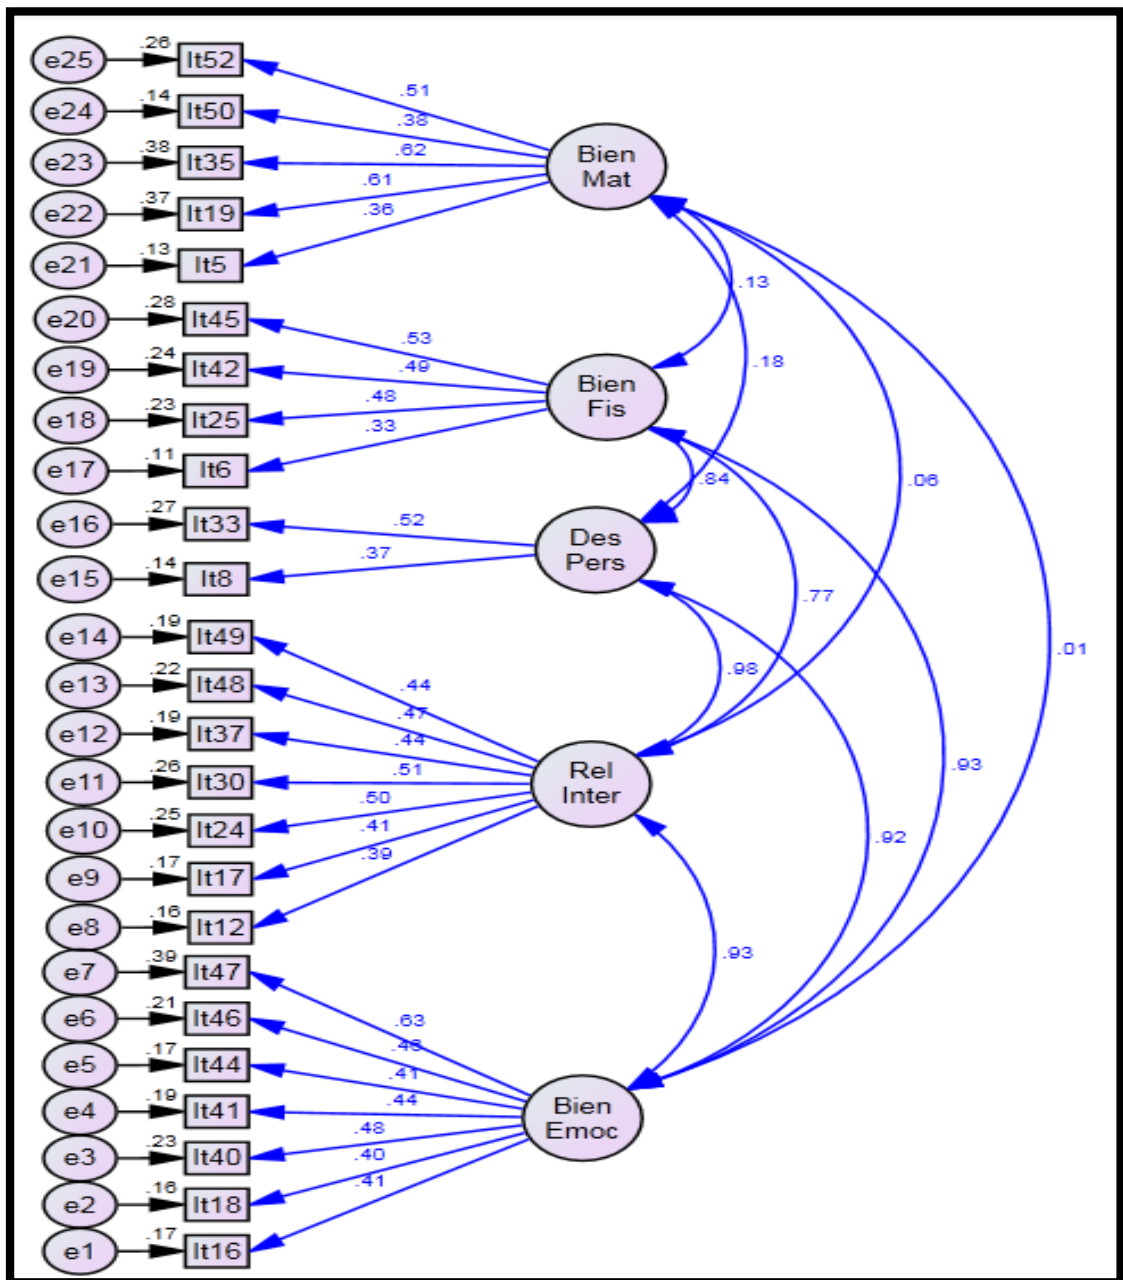 e25 .26 It52
.51
e24 .14 It50
.38
e23 .38 It35
.62
e22 .37 It19
.61
e21 .13 It5
.36
Bien
Mat
e20 .28 It45
.53
e19 .24 It42
.49
e18 .23 It25
.48
e17 .11 It6
.33
Bien
Fis
e16 .27 It33
.52
e15 .14 It8
.37
Des
Pers
e14 .19 It49
.44
e13 .22 It48
.47
e12 .19 It37
.44
e11 .26 It30
.51
e10 .25 It24
.50
e9 .17 It17
.41
e8 .16 It12
.39
Rel
Inter
e7 .39 It47
.63
e6 .21 It46
e5 .17 It44
.41
e4 .19 It41
.44
e3 .23 It40
.48
e2 .16 It18
.40
e1 .17 It16
.41
Bien
Emoc
.13
.18
.84
.06
.77
.01
.98
.93
.92
.93